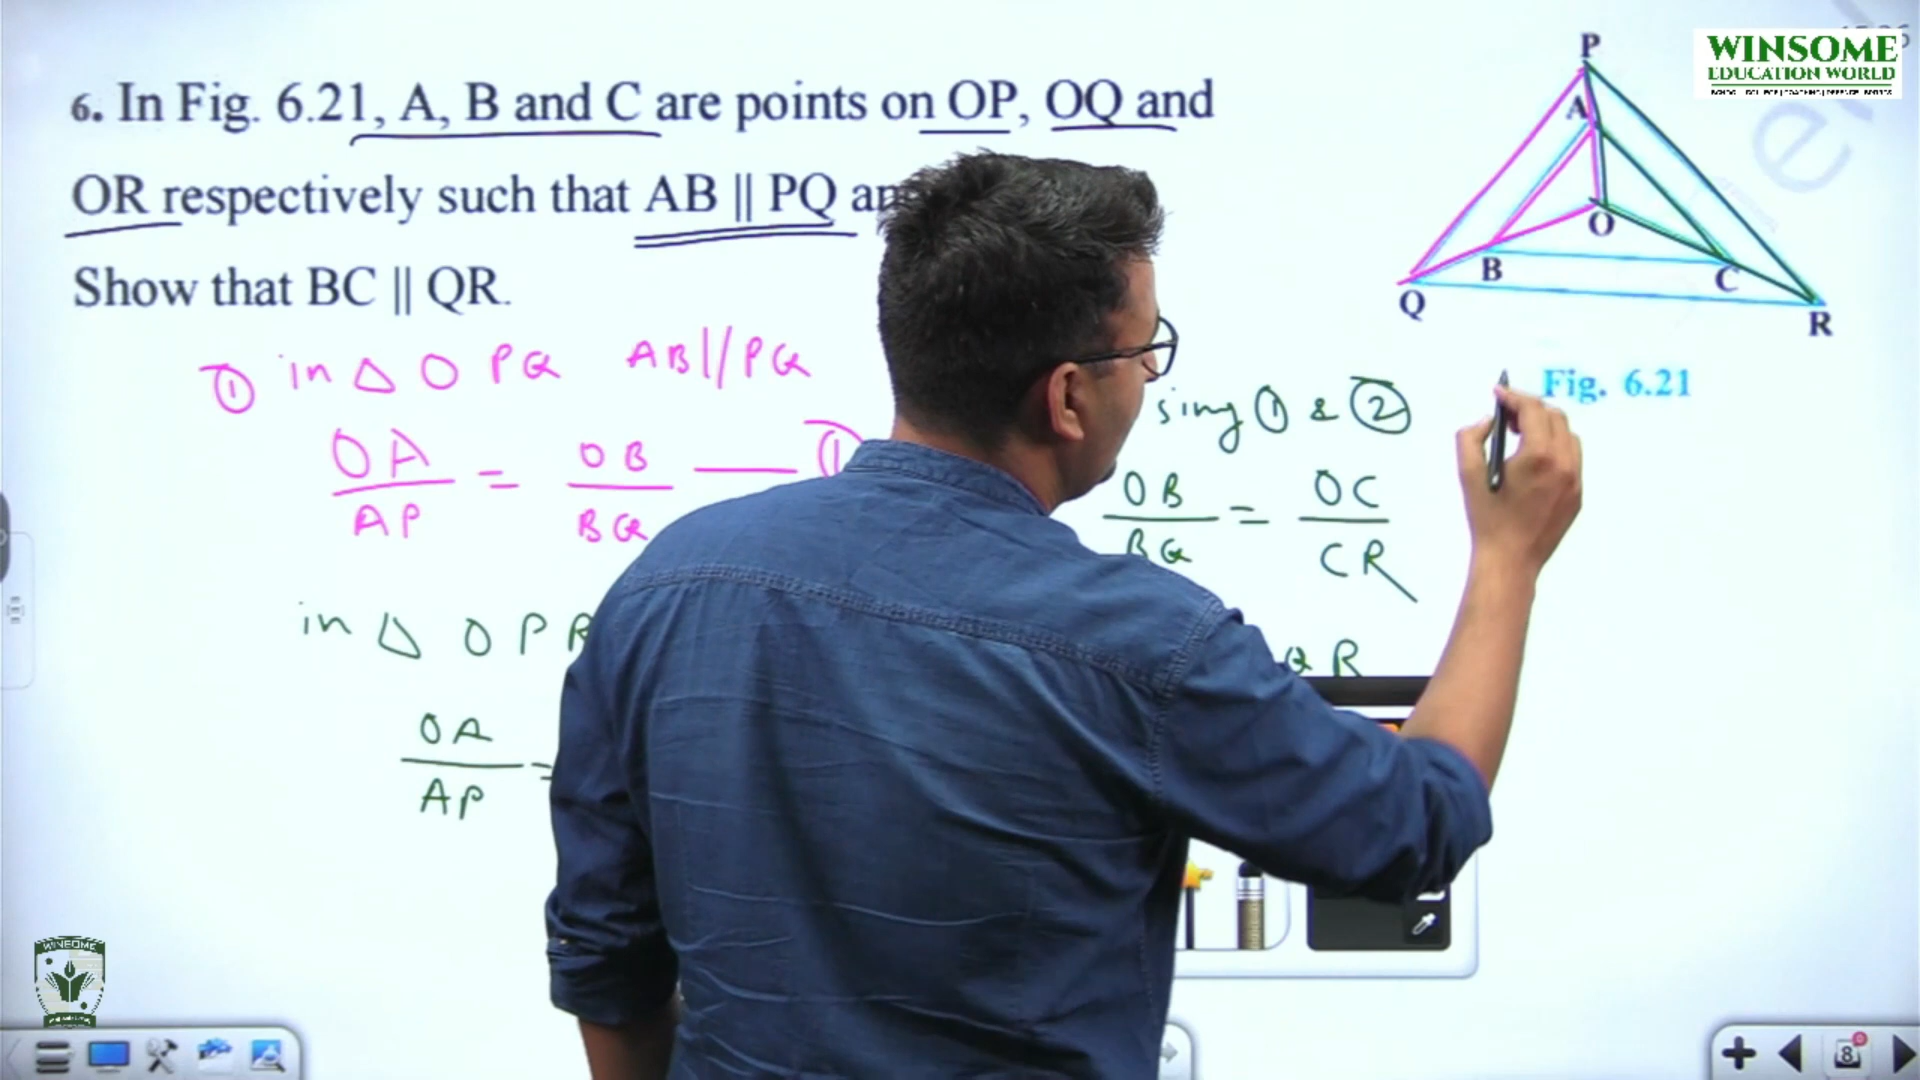 6. In Fig. 6.21, A, B and C are points on OP, OQ and
OR respectively such that AB || PQ
Show that BC || QR.
① in △ OPQ AB // PQ
OA/AP = OB/BQ — ①
in △ OPR
OA/AP =
sing ① & ②
OB/BQ = OC/CR
QR
P
A
O
B
C
Q
R
Fig. 6.21
WINSOME
EDUCATION WORLD
WINSOME
8